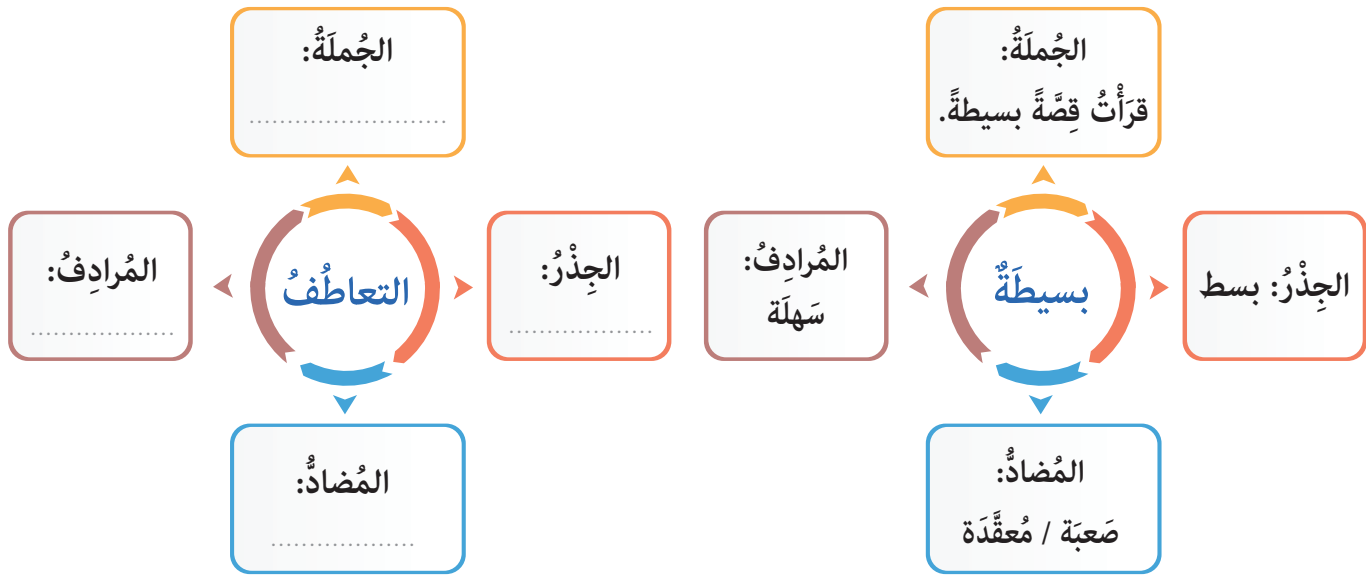 الجُملَةُ:
قرَأْتُ قِصَّةً بسيطةً.
الجِذْرُ: بسط
بسيطَةٌ
المُرادِفُ:
سَهلَة
المُضادُّ:
صَعبَة / مُعقَّدَة
الجُملَةُ:
..............................
الجِذْرُ:
....................
التعاطُفُ
المُرادِفُ:
....................
المُضادُّ:
....................